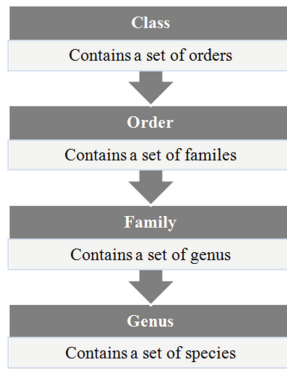 Class
Contains a set of orders
Order
Contains a set of familes
Family
Contains a set of genus
Genus
Contains a set of species